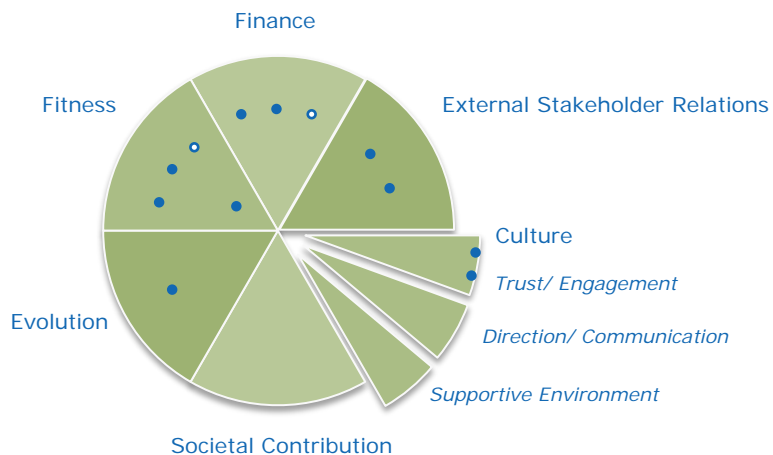 Finance
Fitness
External Stakeholder Relations
Culture
Trust/ Engagement
Evolution
Direction/ Communication
Supportive Environment
Societal Contribution